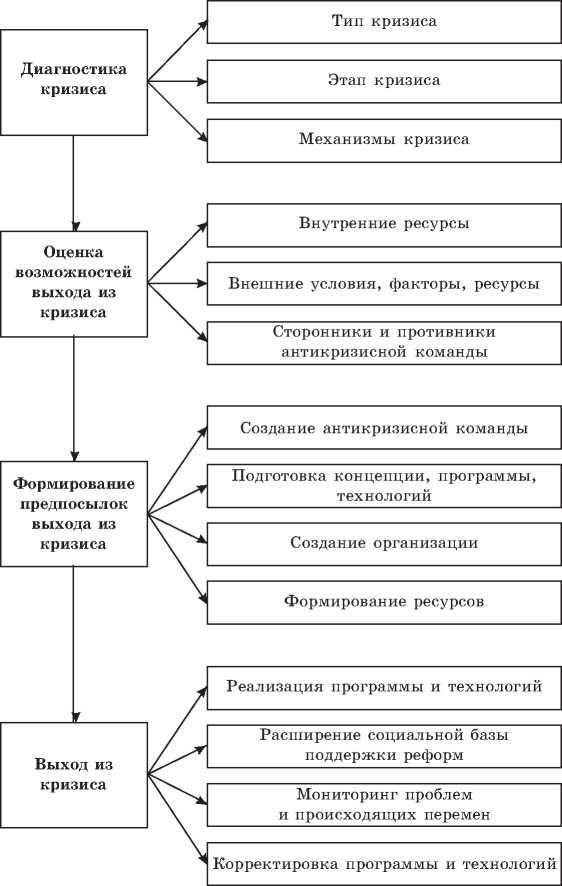 Диагностика
кризиса
Тип кризиса
Этап кризиса
Механизмы кризиса
Оценка
возможностей
выхода из
кризиса
Внутренние ресурсы
Внешние условия, факторы, ресурсы
Сторонники и противники
антикризисной команды
Формирование
предпосылок
выхода из
кризиса
Создание антикризисной команды
Подготовка концепции, программы,
технологий
Создание организации
Формирование ресурсов
Выход из
кризиса
Реализация программы и технологий
Расширение социальной базы
поддержки реформ
Мониторинг проблем
и происходящих перемен
Корректировка программы и технологий